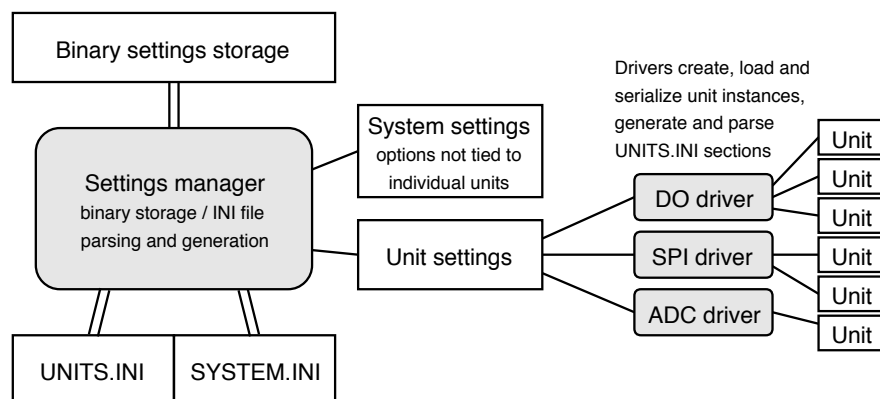 Binary settings storage
Drivers create, load and
serialize unit instances,
generate and parse
UNITS.INI sections
System settings
options not tied to
individual units
Settings manager
binary storage / INI file
parsing and generation
Unit settings
DO driver
SPI driver
ADC driver
Unit
Unit
Unit
Unit
Unit
Unit
UNITS.INI
SYSTEM.INI